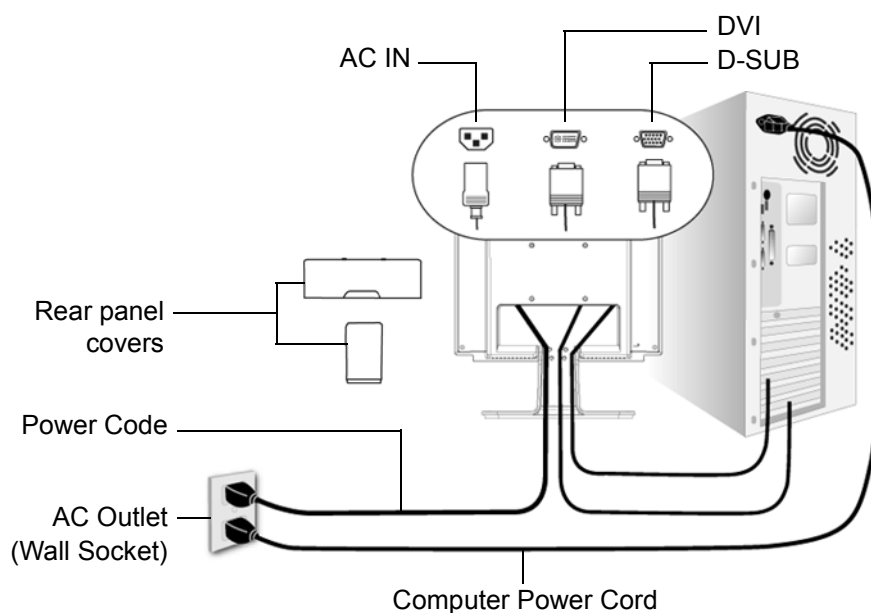 DVI
AC IN
D-SUB
Rear panel
covers
Power Code
AC Outlet
(Wall Socket)
Computer Power Cord